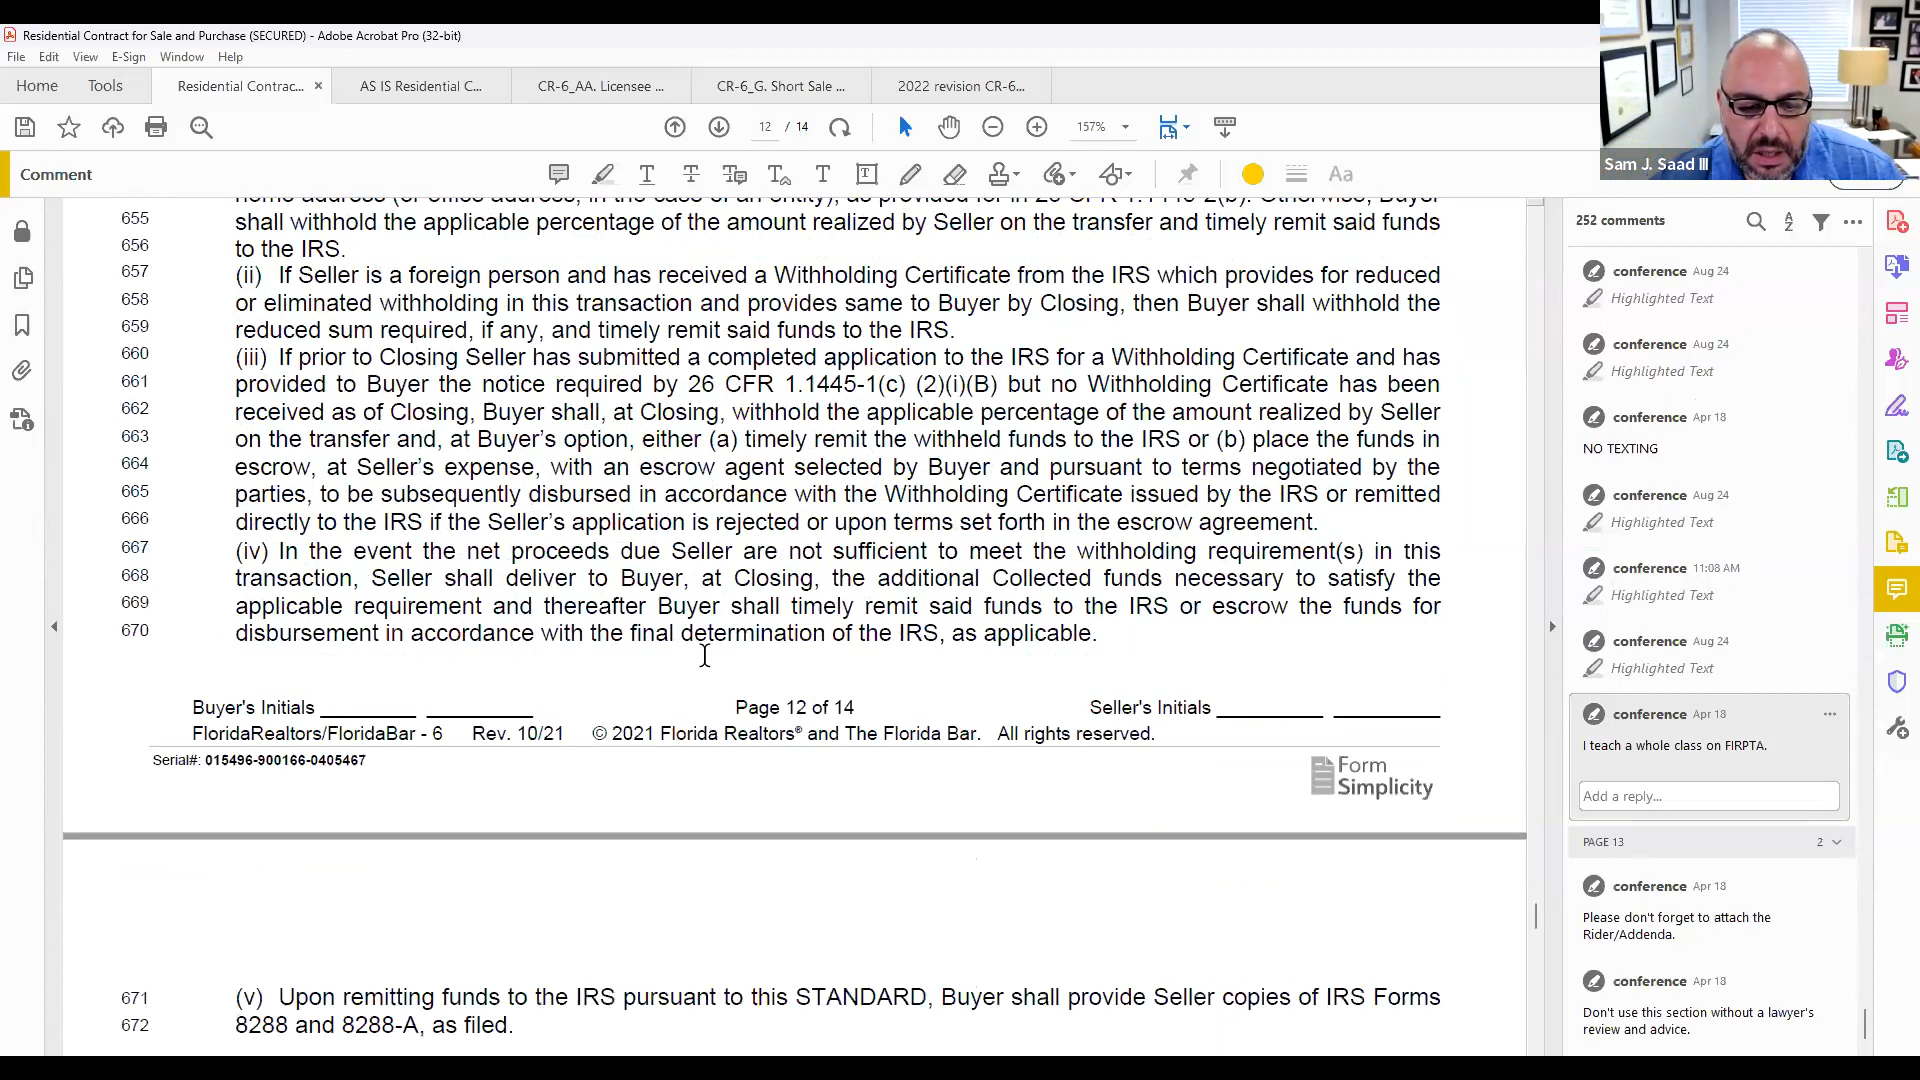 Residential Contract for Sale and Purchase (SECURED) - Adobe Acrobat Pro (32-bit)
File Edit View E-Sign Window Help
Home Tools Residential Contrac... × AS IS Residential C... CR-6_AA. Licensee ... CR-6_G. Short Sale ... 2022 revision CR-6...
12 / 14 157%
Comment
Aa
Sam J. Saad III
655 shall withhold the applicable percentage of the amount realized by Seller on the transfer and timely remit said funds
656 to the IRS.
657 (ii) If Seller is a foreign person and has received a Withholding Certificate from the IRS which provides for reduced
658 or eliminated withholding in this transaction and provides same to Buyer by Closing, then Buyer shall withhold the
659 reduced sum required, if any, and timely remit said funds to the IRS.
660 (iii) If prior to Closing Seller has submitted a completed application to the IRS for a Withholding Certificate and has
661 provided to Buyer the notice required by 26 CFR 1.1445-1(c) (2)(i)(B) but no Withholding Certificate has been
662 received as of Closing, Buyer shall, at Closing, withhold the applicable percentage of the amount realized by Seller
663 on the transfer and, at Buyer's option, either (a) timely remit the withheld funds to the IRS or (b) place the funds in
664 escrow, at Seller's expense, with an escrow agent selected by Buyer and pursuant to terms negotiated by the
665 parties, to be subsequently disbursed in accordance with the Withholding Certificate issued by the IRS or remitted
666 directly to the IRS if the Seller's application is rejected or upon terms set forth in the escrow agreement.
667 (iv) In the event the net proceeds due Seller are not sufficient to meet the withholding requirement(s) in this
668 transaction, Seller shall deliver to Buyer, at Closing, the additional Collected funds necessary to satisfy the
669 applicable requirement and thereafter Buyer shall timely remit said funds to the IRS or escrow the funds for
670 disbursement in accordance with the final determination of the IRS, as applicable.
Buyer's Initials Page 12 of 14 Seller's Initials
FloridaRealtors/FloridaBar - 6 Rev. 10/21 © 2021 Florida Realtors® and The Florida Bar. All rights reserved.
Serial#: 015496-900166-0405467
Form
Simplicity
671 (v) Upon remitting funds to the IRS pursuant to this STANDARD, Buyer shall provide Seller copies of IRS Forms
672 8288 and 8288-A, as filed.
252 comments
conference Aug 24
Highlighted Text
conference Aug 24
Highlighted Text
conference Apr 18
NO TEXTING
conference Aug 24
Highlighted Text
conference 11:08 AM
Highlighted Text
conference Aug 24
Highlighted Text
conference Apr 18
I teach a whole class on FIRPTA.
Add a reply...
PAGE 13 2
conference Apr 18
Please don't forget to attach the
Rider/Addenda.
conference Apr 18
Don't use this section without a lawyer's
review and advice.